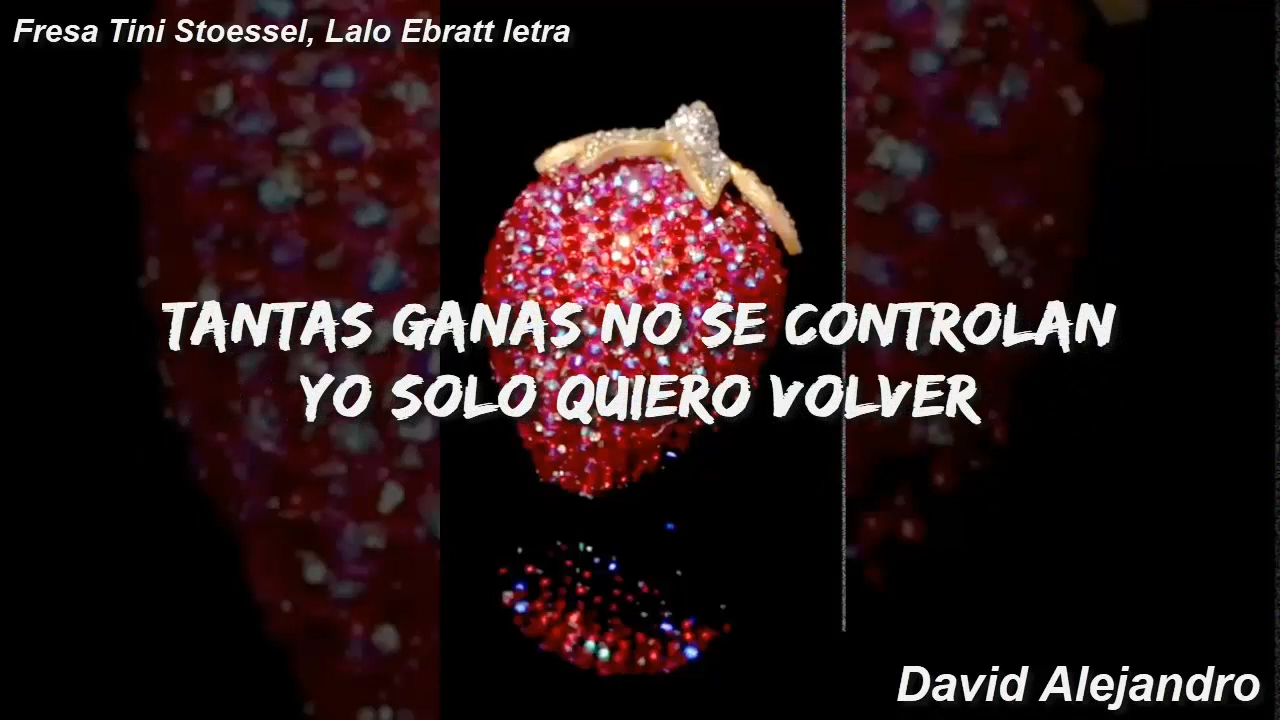 Fresa Tini Stoessel, Lalo Ebratt letra
TANTAS GANAS NO SE CONTROLAN
YO SOLO QUIERO VOLVER
David Alejandro